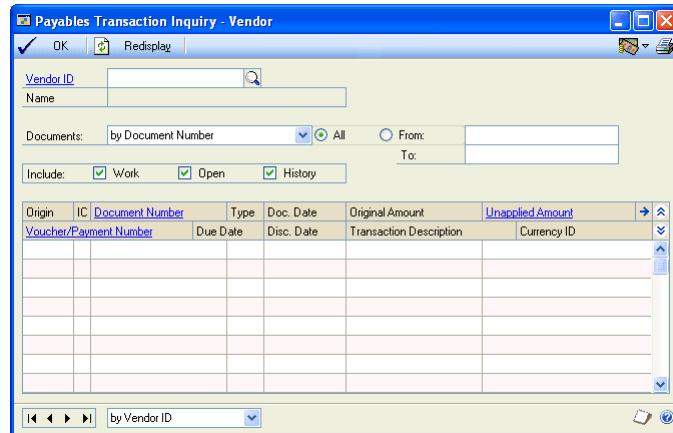 Payables Transaction Inquiry - Vendor
OK Redisplay
Vendor ID
Name
Documents: by Document Number All From:
To:
Include: Work Open History
Origin IC Document Number Type Doc. Date Original Amount Unapplied Amount
Voucher/Payment Number Due Date Disc. Date Transaction Description Currency ID
by Vendor ID